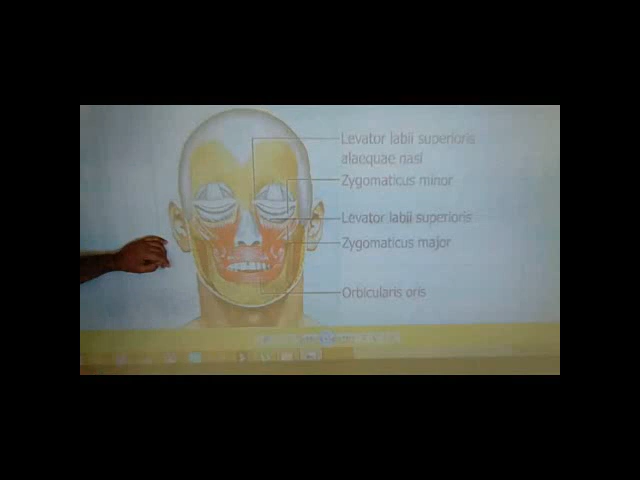 Levator labii superioris
alaequae nasi
Zygomaticus minor
Levator labii superioris
Zygomaticus major
Orbicularis oris